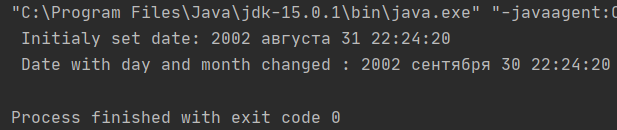 "C:\Program Files\Java\jdk-15.0.1\bin\java.exe" "-javaagent:
Initialy set date: 2002 августа 31 22:24:20
Date with day and month changed : 2002 сентября 30 22:24:20
Process finished with exit code 0